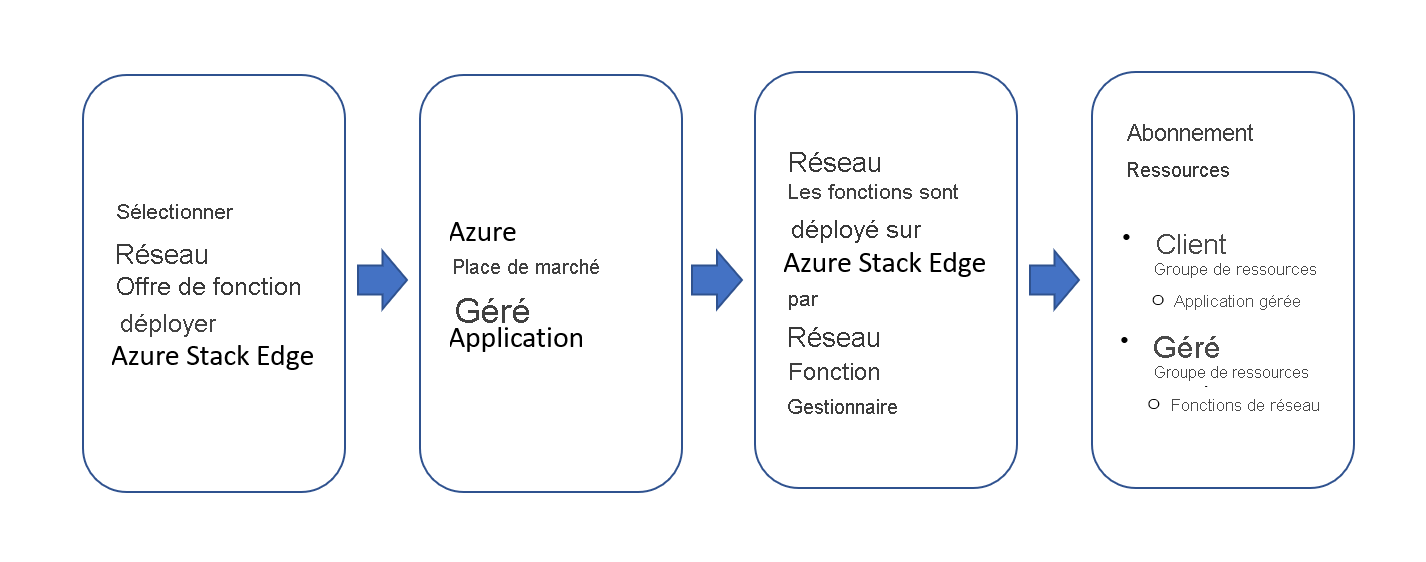 Sélectionner
Réseau
Offre de fonction
déployer
Azure Stack Edge
Azure
Place de marché
Géré
Application
Réseau
Les fonctions sont
déployé sur
Azure Stack Edge
par
Réseau
Fonction
Gestionnaire
Abonnement
Ressources
• Client
Groupe de ressources
o Application gérée
• Géré
Groupe de ressources
o Fonctions de réseau